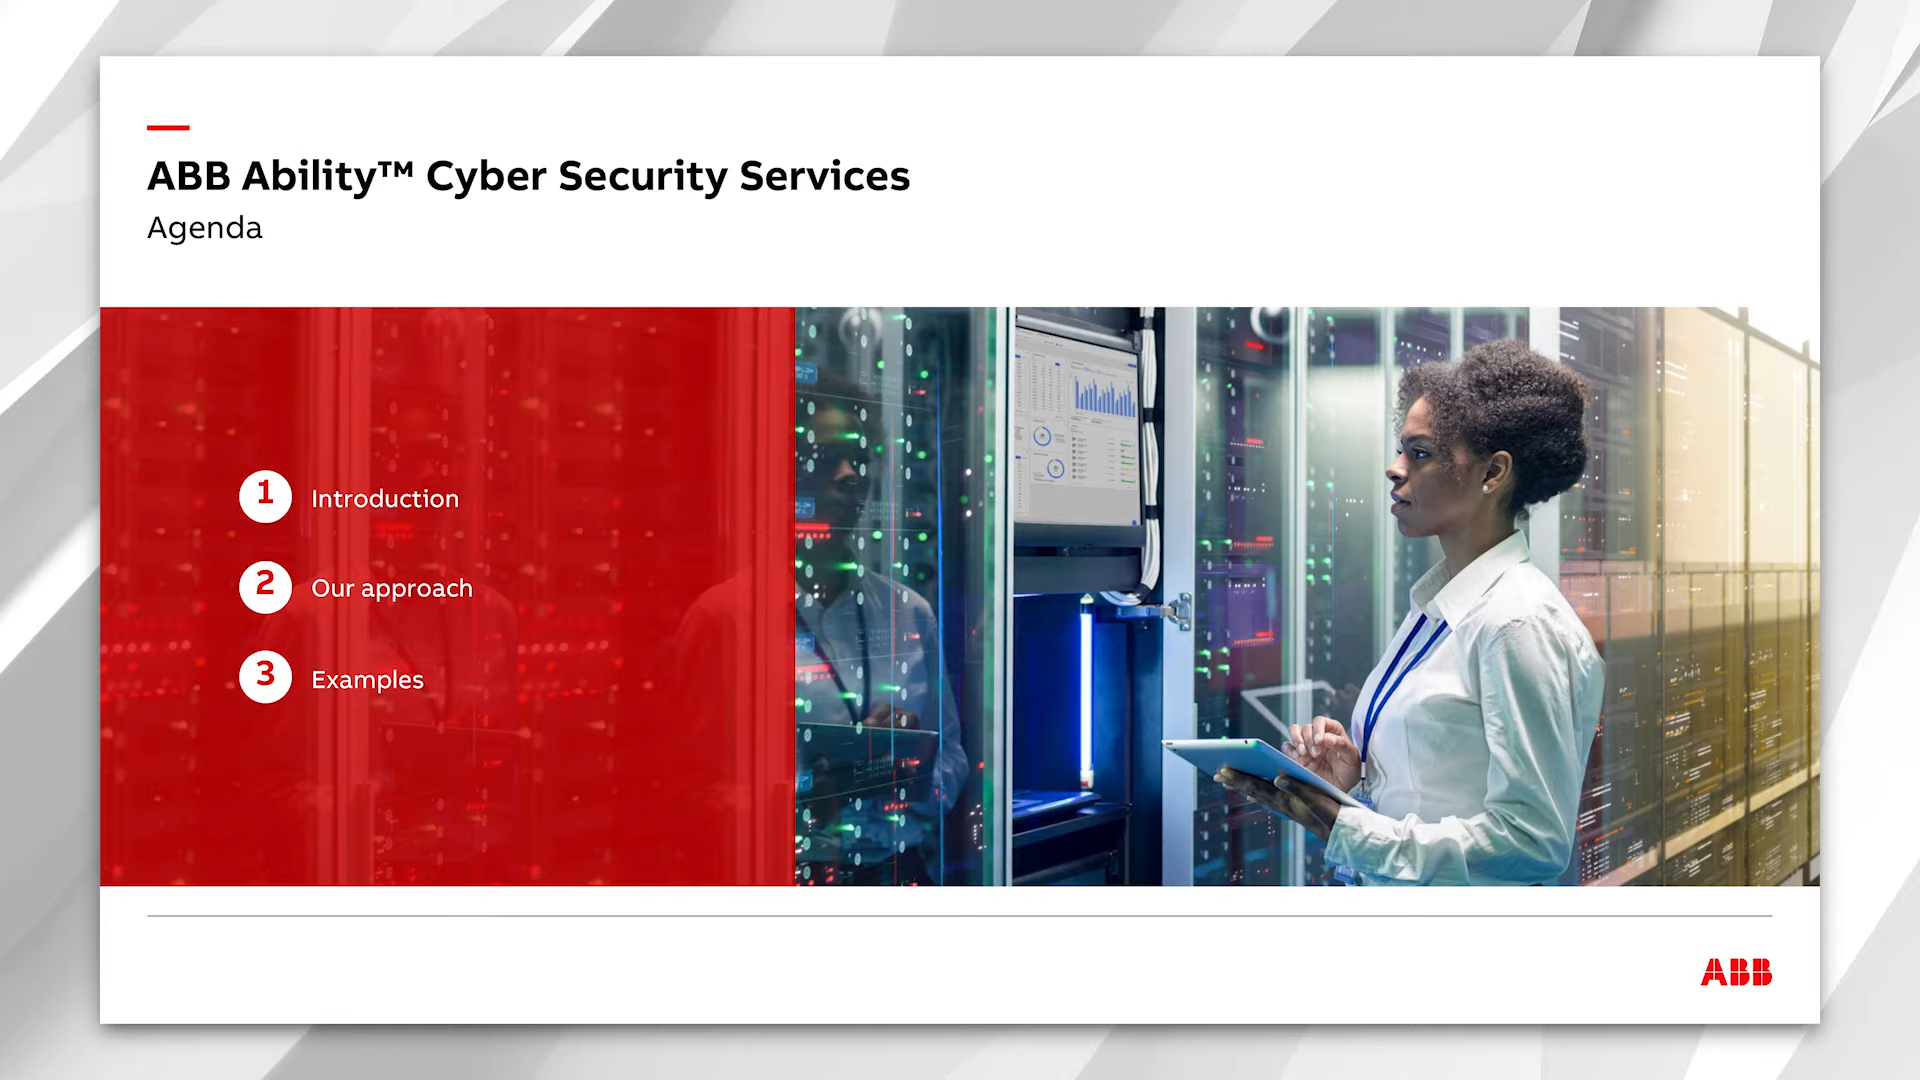 ABB Ability™ Cyber Security Services
Agenda
1 Introduction
2 Our approach
3 Examples
ABB